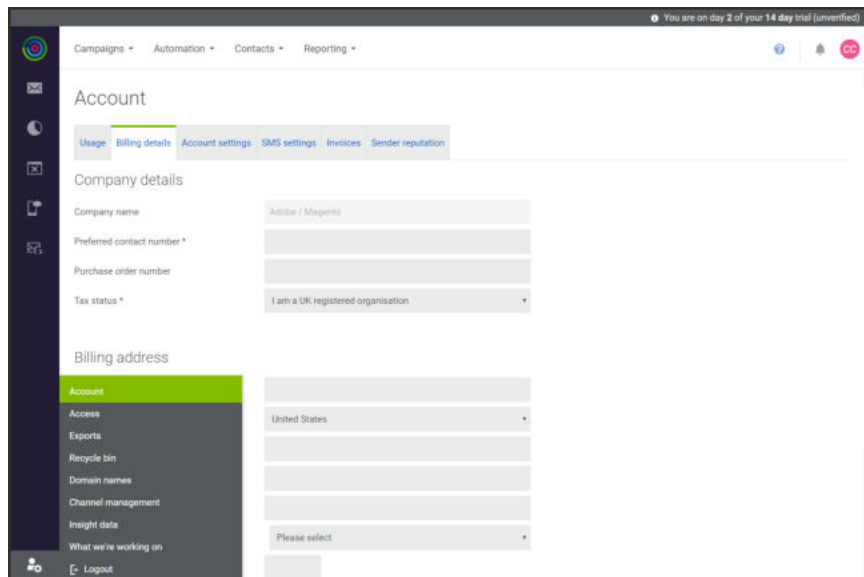 You are on day 2 of your 14 day trial (unverified)
Campaigns Automation Contacts Reporting
CC
Account
Usage Billing details Account settings SMS settings Invoices Sender reputation
Company details
Company name Adobe / Magento
Preferred contact number *
Purchase order number
Tax status * I am a UK registered organisation
Billing address
Account
Access United States
Exports
Recycle bin
Domain names
Channel management
Insight data
Please select
What we're working on
Logout